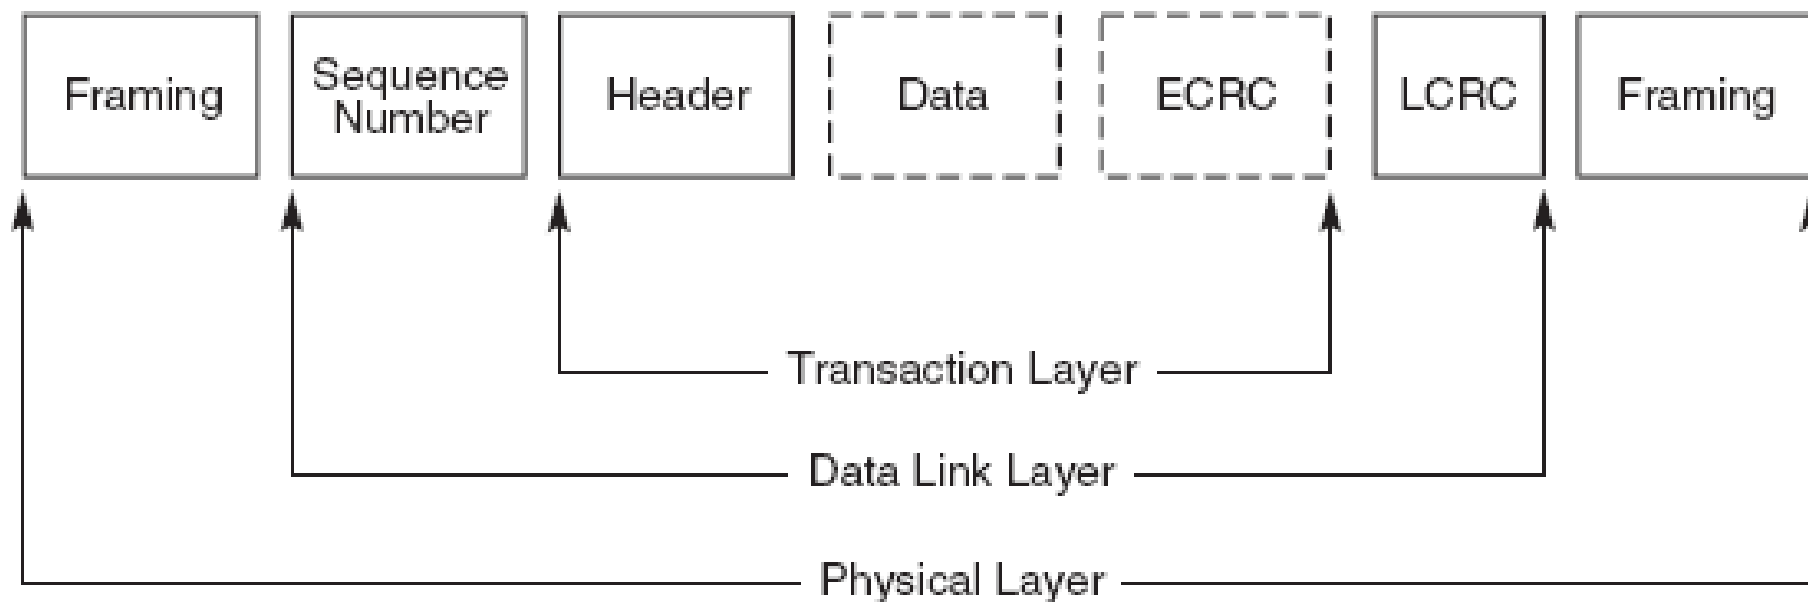 Framing
Sequence
Number
Header
Data
ECRC
LCRC
Framing
Transaction Layer
Data Link Layer
Physical Layer